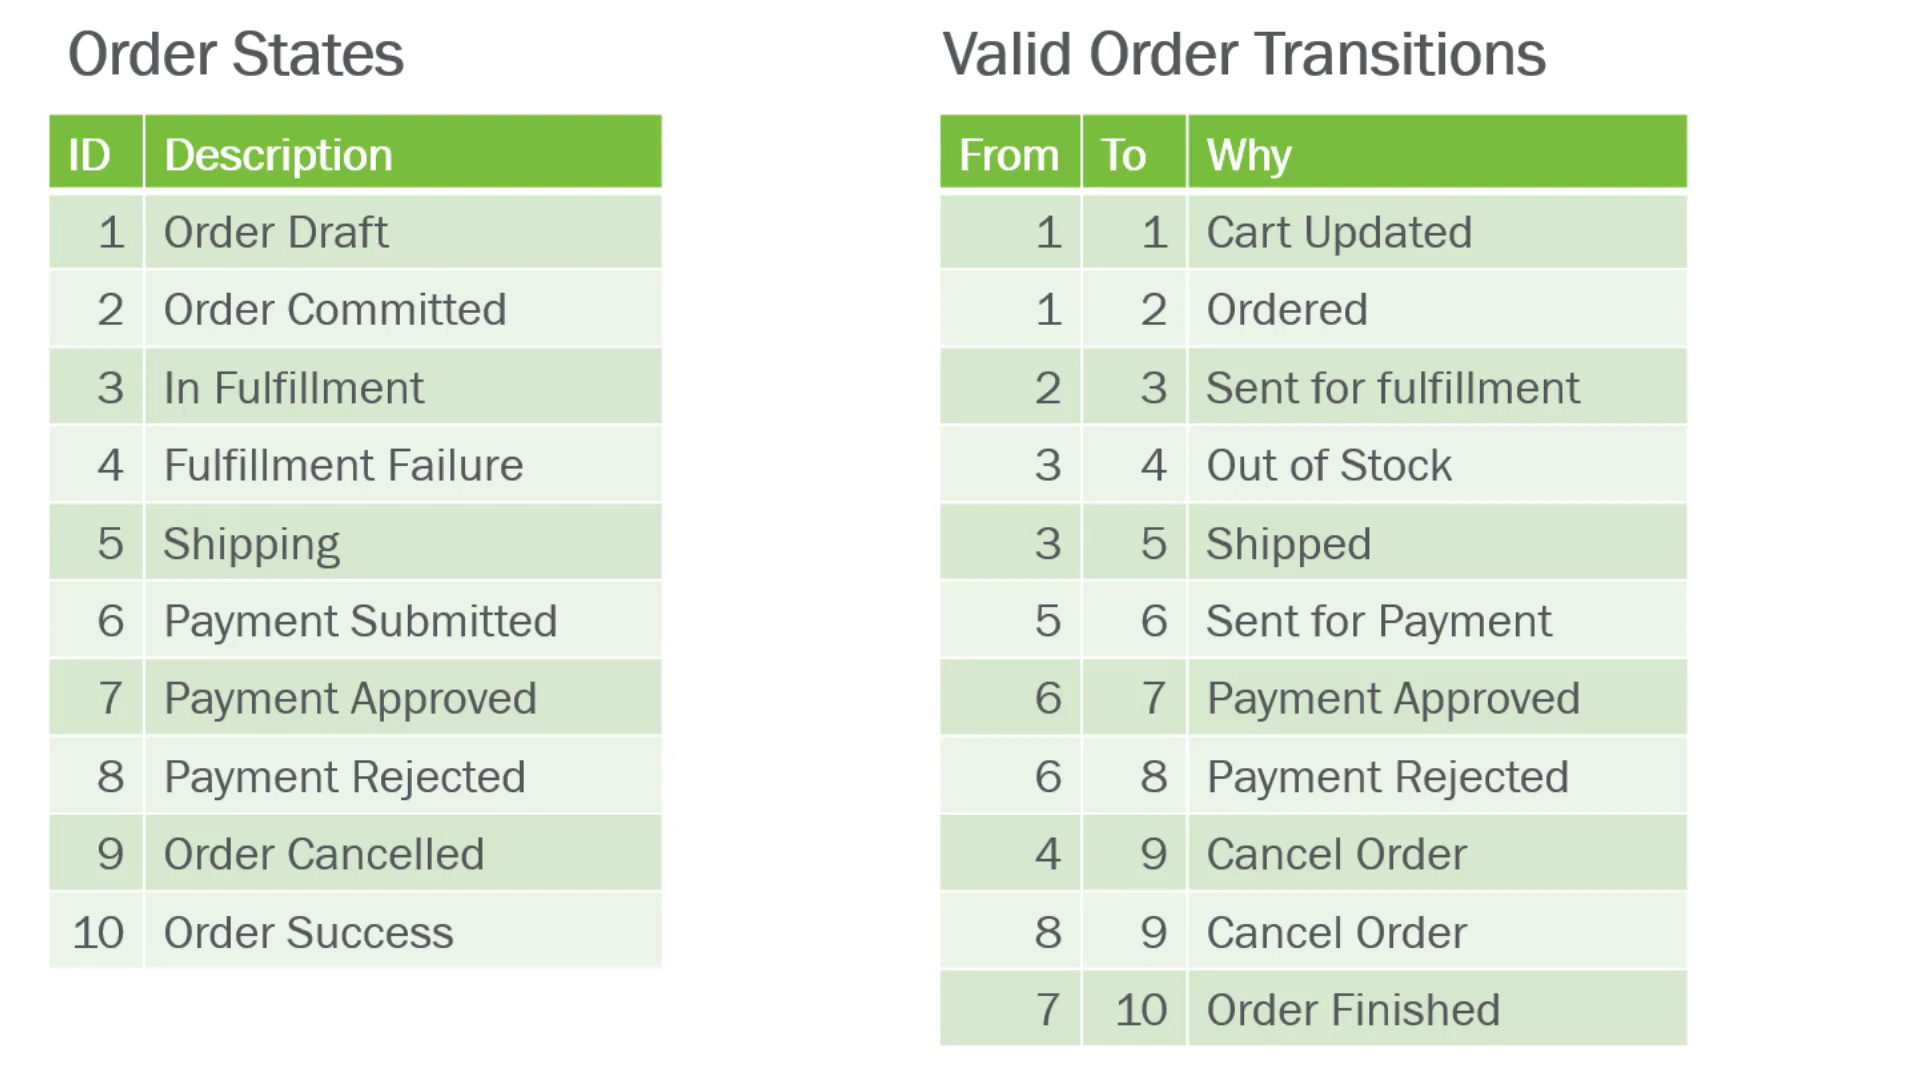 Order States
ID Description
1 Order Draft
2 Order Committed
3 In Fulfillment
4 Fulfillment Failure
5 Shipping
6 Payment Submitted
7 Payment Approved
8 Payment Rejected
9 Order Cancelled
10 Order Success
Valid Order Transitions
From To Why
1 1 Cart Updated
1 2 Ordered
2 3 Sent for fulfillment
3 4 Out of Stock
3 5 Shipped
5 6 Sent for Payment
6 7 Payment Approved
6 8 Payment Rejected
4 9 Cancel Order
8 9 Cancel Order
7 10 Order Finished